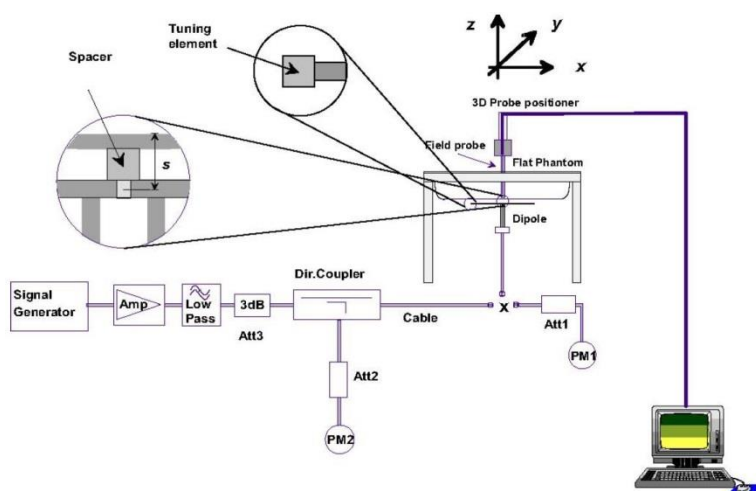 Tuning
element
Spacer
s
z
y
x
3D Probe positioner
Field probe
Flat Phantom
Dipole
Dir.Coupler
Signal
Generator
Amp
Low
Pass
3dB
Att3
Cable
x
Att1
PM1
Att2
PM2